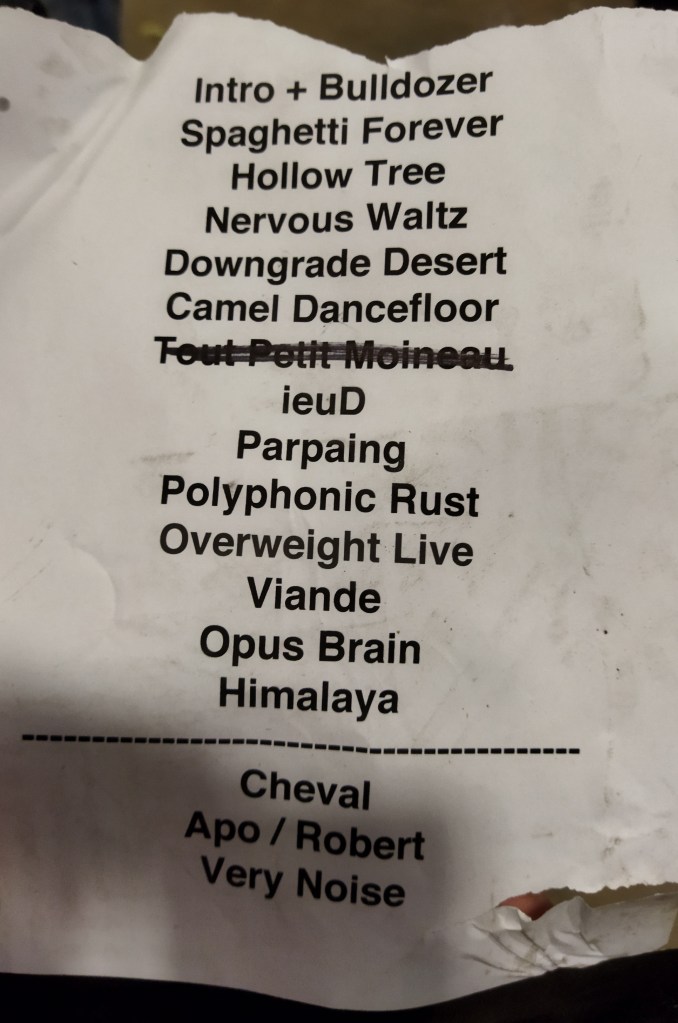 Intro + Bulldozer
Spaghetti Forever
Hollow Tree
Nervous Waltz
Downgrade Desert
Camel Dancefloor
Tout Petit Moineau
ieuD
Parpaing
Polyphonic Rust
Overweight Live
Viande
Opus Brain
Himalaya
----------------------------------------
Cheval
Apo / Robert
Very Noise